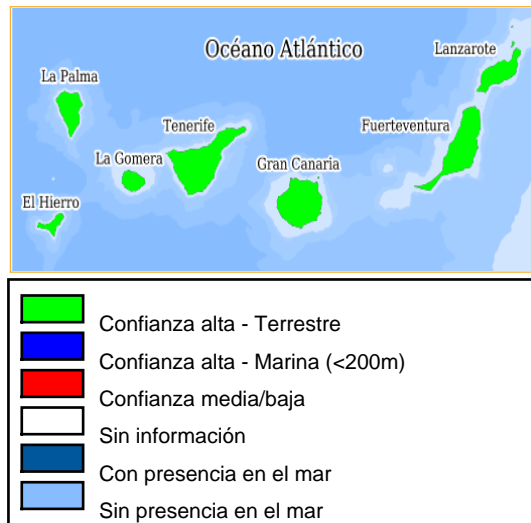 Océano Atlántico
Lanzarote
La Palma
Tenerife
Fuerteventura
La Gomera
Gran Canaria
El Hierro
Confianza alta - Terrestre
Confianza alta - Marina (<200m)
Confianza media/baja
Sin información
Con presencia en el mar
Sin presencia en el mar